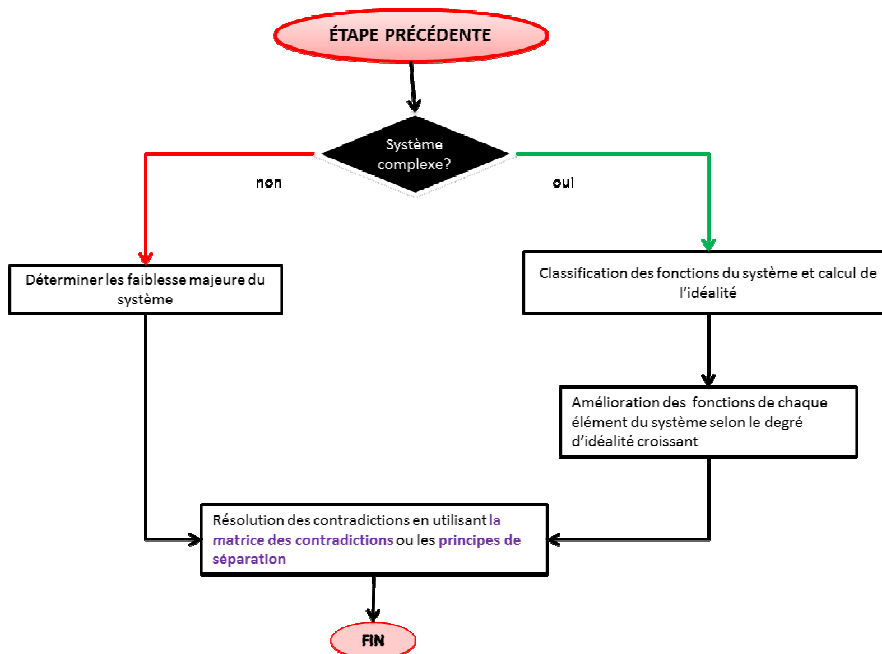 ÉTAPE PRÉCÉDENTE
Système
complexe?
non
oui
Déterminer les faiblesse majeure du
système
Classification des fonctions du système et calcul de
l'idéalité
Amélioration des fonctions de chaque
élément du système selon le degré
d'idéalité croissant
Résolution des contradictions en utilisant la
matrice des contradictions ou les principes de
séparation
FIN